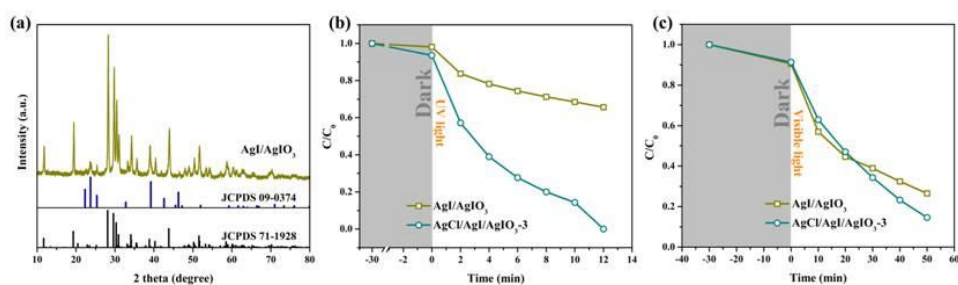 (a)
Intensity (a.u.)
AgI/AgIO₃
JCPDS 09-0374
JCPDS 71-1928
10 20 30 40 50 60 70 80
2 theta (degree)
(b)
C/C₀
1.0
0.8
0.6
0.4
0.2
0.0
Dark
UV light
AgI/AgIO₃
AgCl/AgI/AgIO₃-3
-30 0 2 4 6 8 10 12 14
Time (min)
(c)
C/C₀
1.0
0.8
0.6
0.4
0.2
0.0
Dark
Visible light
AgI/AgIO₃
AgCl/AgI/AgIO₃-3
-40 -30 -20 -10 0 10 20 30 40 50 60
Time (min)